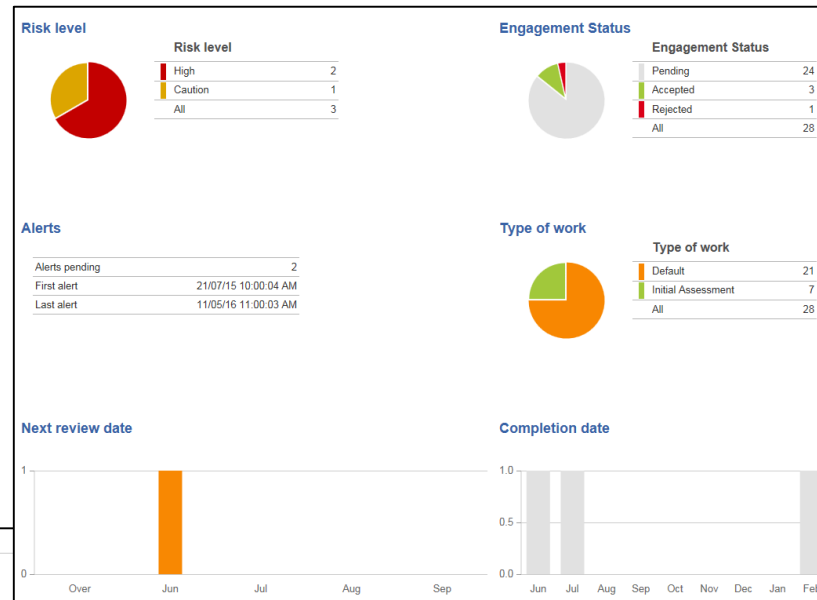 Risk level
Risk level
High 2
Caution 1
All 3
Engagement Status
Engagement Status
Pending 24
Accepted 3
Rejected 1
All 28
Alerts
Alerts pending 2
First alert 21/07/15 10:00:04 AM
Last alert 11/05/16 11:00:03 AM
Type of work
Type of work
Default 21
Initial Assessment 7
All 28
Next review date
1
0
Over Jun Jul Aug Sep
Completion date
1.0
0.5
0.0
Jun Jul Aug Sep Oct Nov Dec Jan Feb